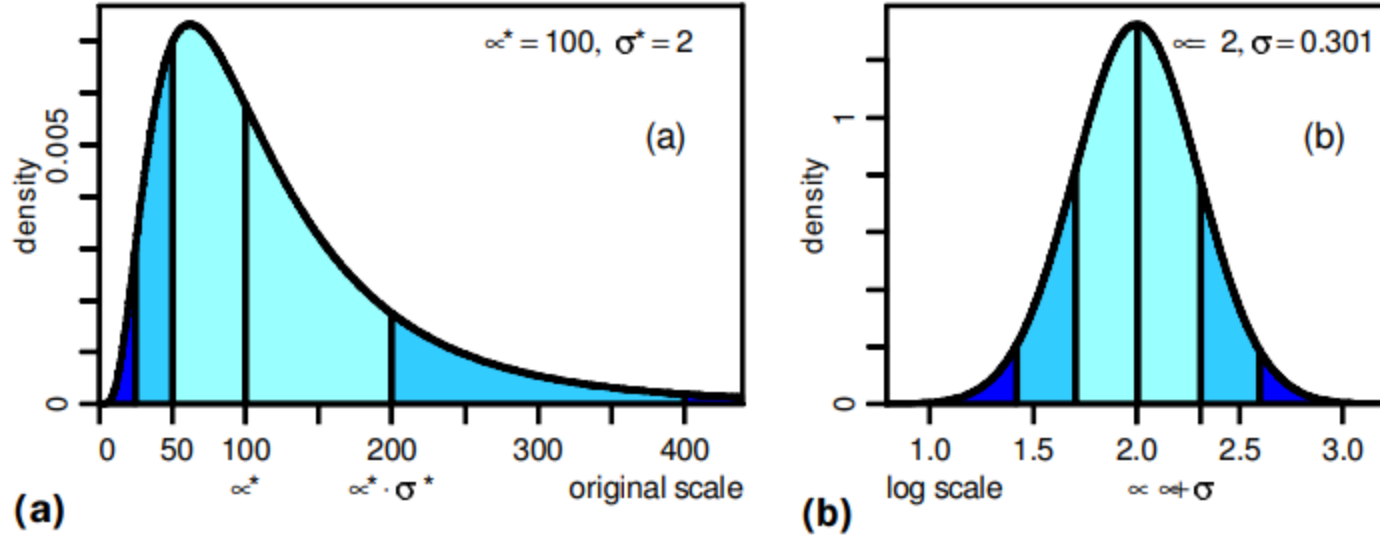 ∝* = 100, σ* = 2
(a)
density
0.005
0
0 50 100 200 300 400
∝* ∝* · σ* original scale
(a)
∝= 2, σ = 0.301
(b)
density
1
0
1.0 1.5 2.0 2.5 3.0
log scale ∝ ∝+ σ
(b)